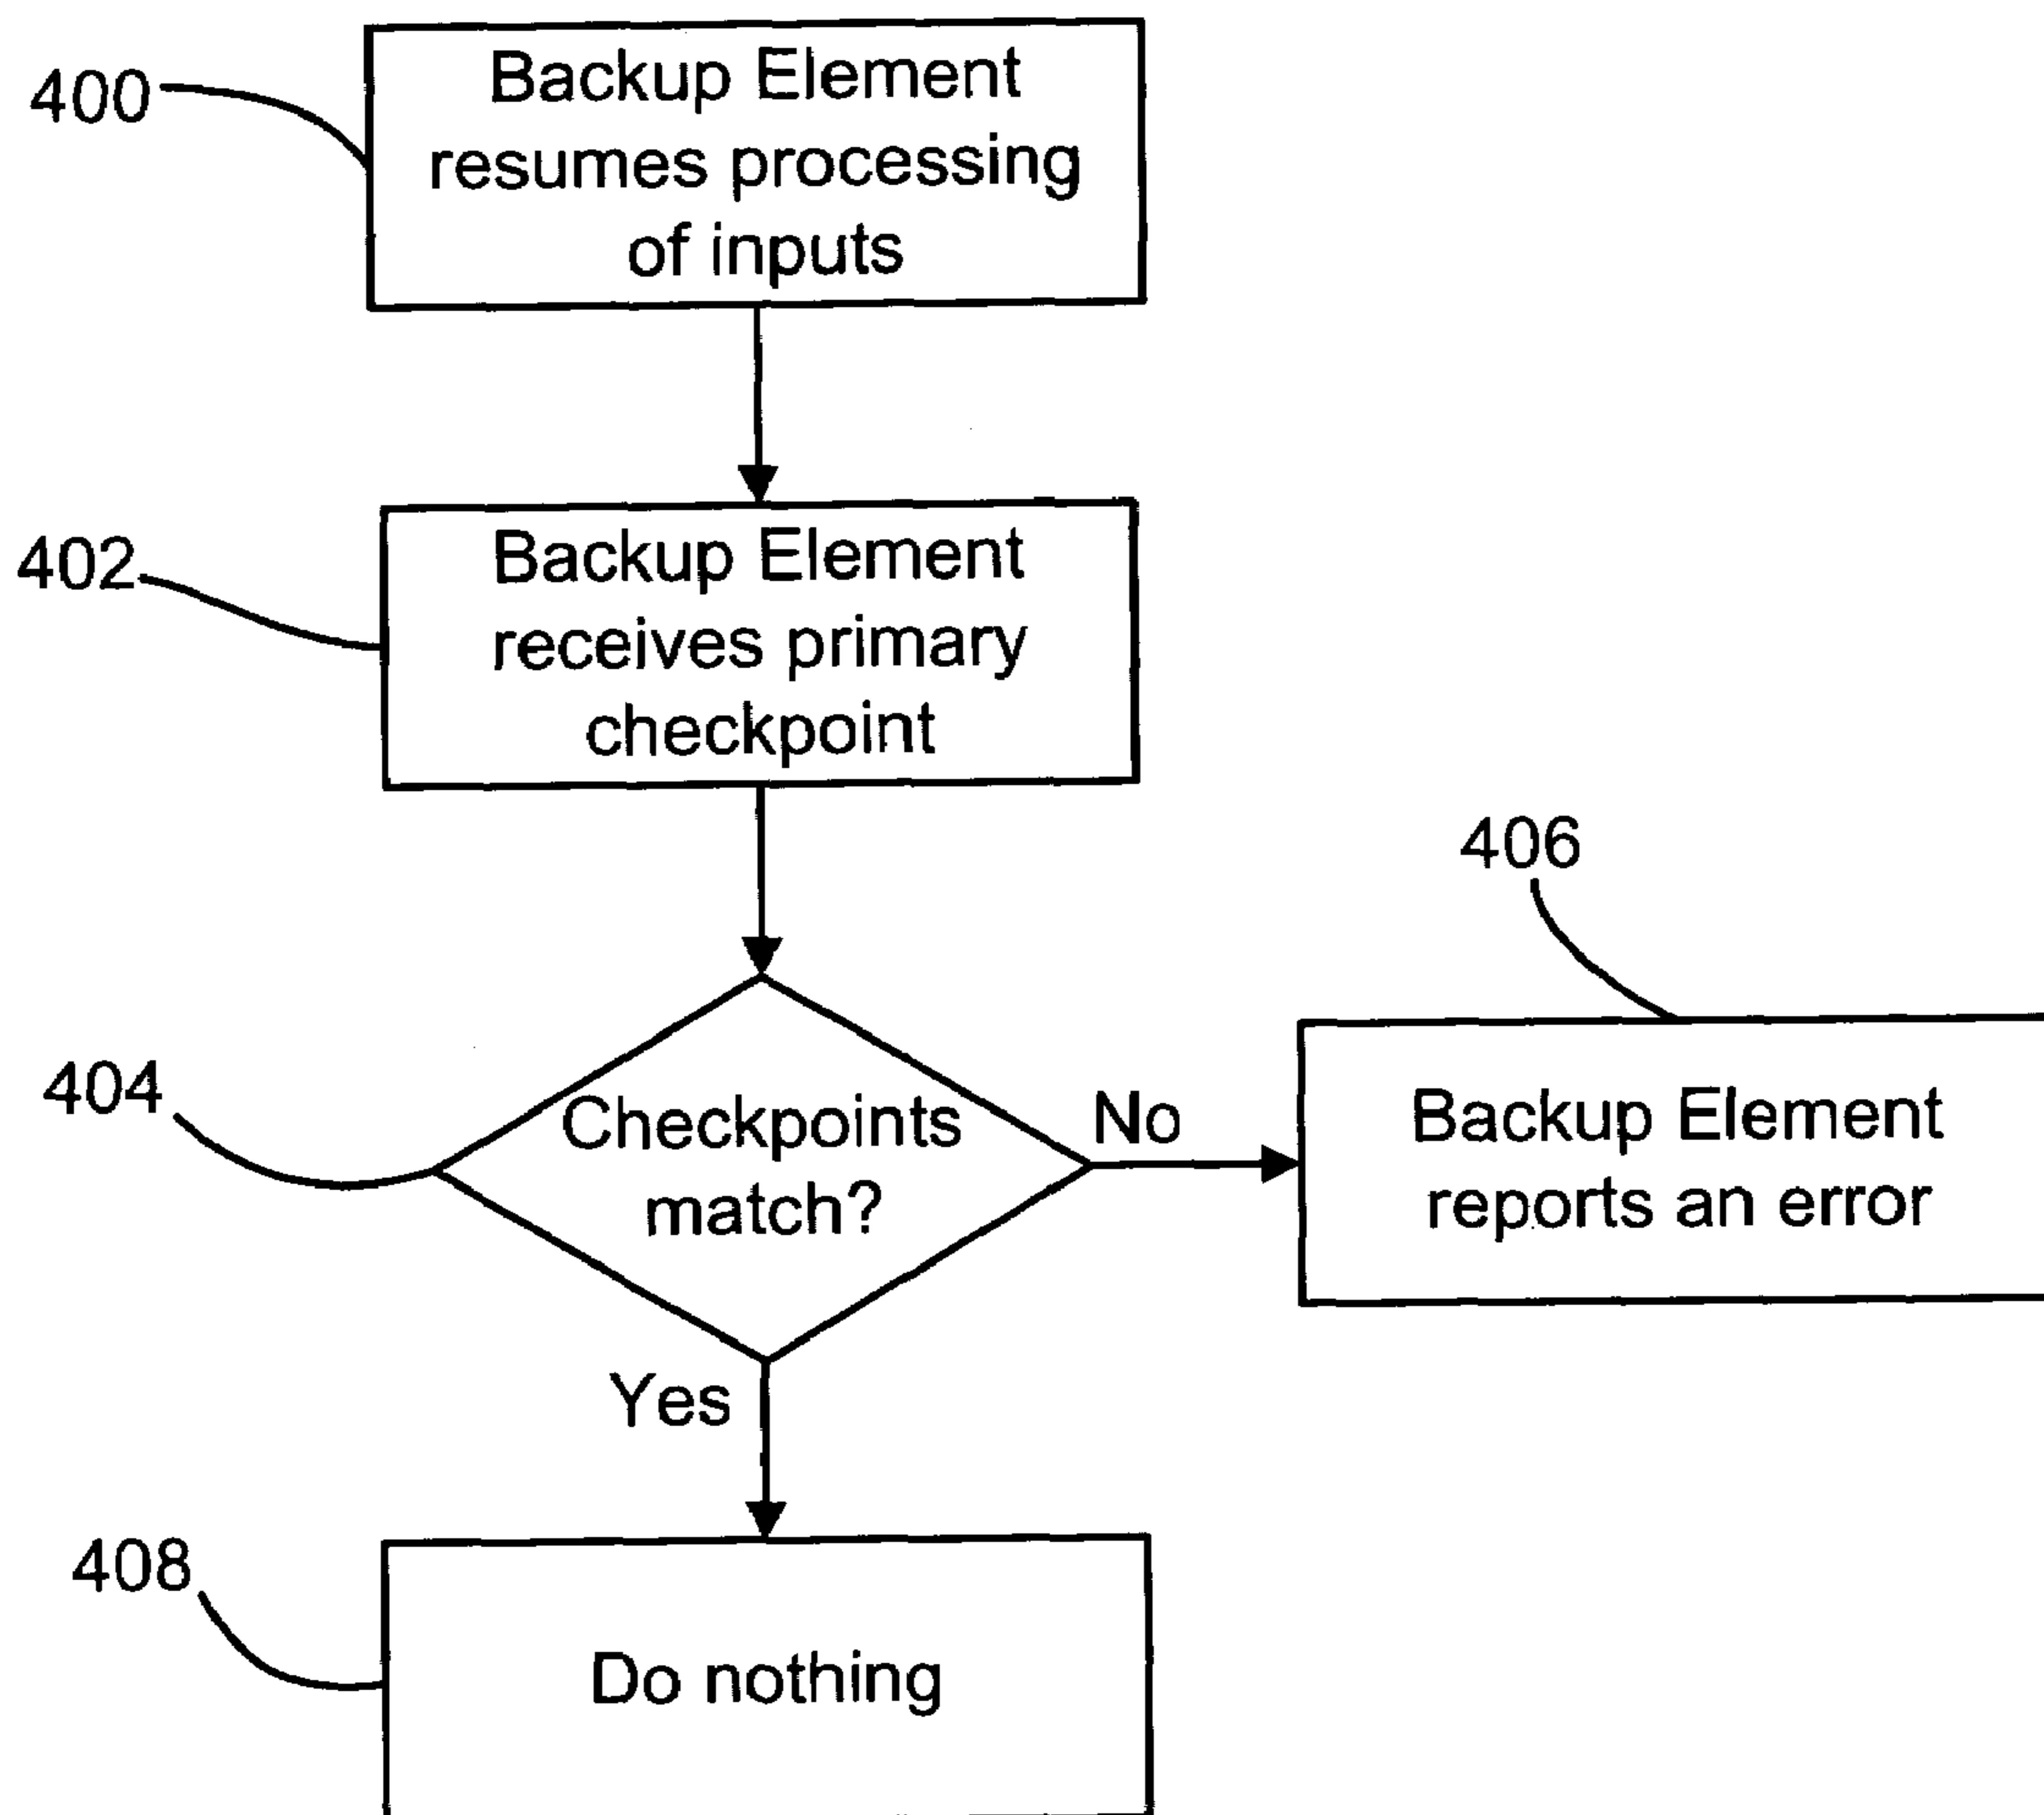 400
Backup Element
resumes processing
of inputs
402
Backup Element
receives primary
checkpoint
404
Checkpoints
match?
No
406
Backup Element
reports an error
Yes
408
Do nothing